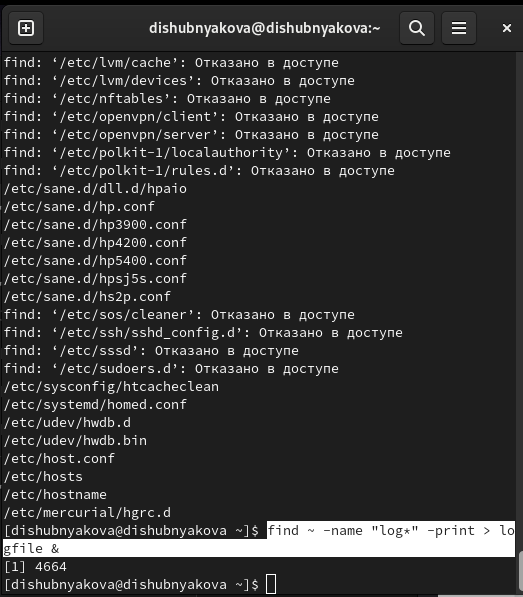 dishubnyakova@dishubnyakova:~
find: ‘/etc/lvm/cache’: Отказано в доступе
find: ‘/etc/lvm/devices’: Отказано в доступе
find: ‘/etc/nftables’: Отказано в доступе
find: ‘/etc/openvpn/client’: Отказано в доступе
find: ‘/etc/openvpn/server’: Отказано в доступе
find: ‘/etc/polkit-1/localauthority’: Отказано в доступе
find: ‘/etc/polkit-1/rules.d’: Отказано в доступе
/etc/sane.d/dll.d/hpaio
/etc/sane.d/hp.conf
/etc/sane.d/hp3900.conf
/etc/sane.d/hp4200.conf
/etc/sane.d/hp5400.conf
/etc/sane.d/hpsj5s.conf
/etc/sane.d/hs2p.conf
find: ‘/etc/sos/cleaner’: Отказано в доступе
find: ‘/etc/ssh/sshd_config.d’: Отказано в доступе
find: ‘/etc/sssd’: Отказано в доступе
find: ‘/etc/sudoers.d’: Отказано в доступе
/etc/sysconfig/htcacheclean
/etc/systemd/homed.conf
/etc/udev/hwdb.d
/etc/udev/hwdb.bin
/etc/host.conf
/etc/hosts
/etc/hostname
/etc/mercurial/hgrc.d
[dishubnyakova@dishubnyakova ~]$ find ~ -name "log*" -print > lo
gfile &
[1] 4664
[dishubnyakova@dishubnyakova ~]$